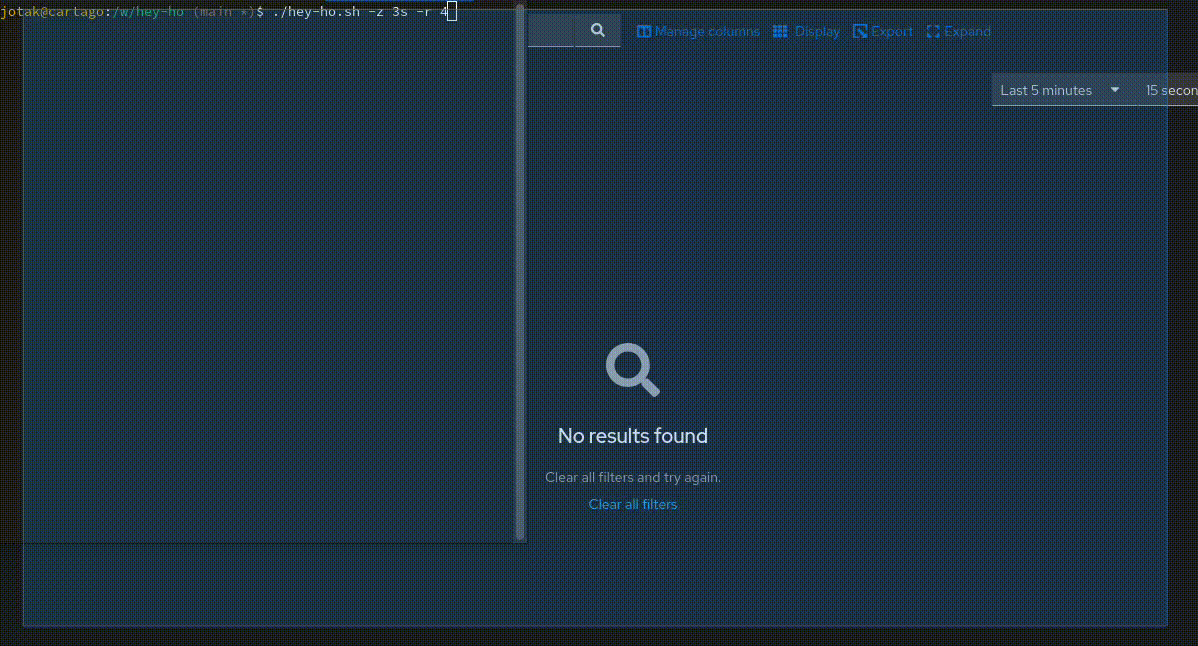 jotak@cartago:/w/hey-ho (main *)$ ./hey-ho.sh -z 3s -r 4
Manage columns Display Export Expand
Last 5 minutes 15 secon
No results found
Clear all filters and try again.
Clear all filters